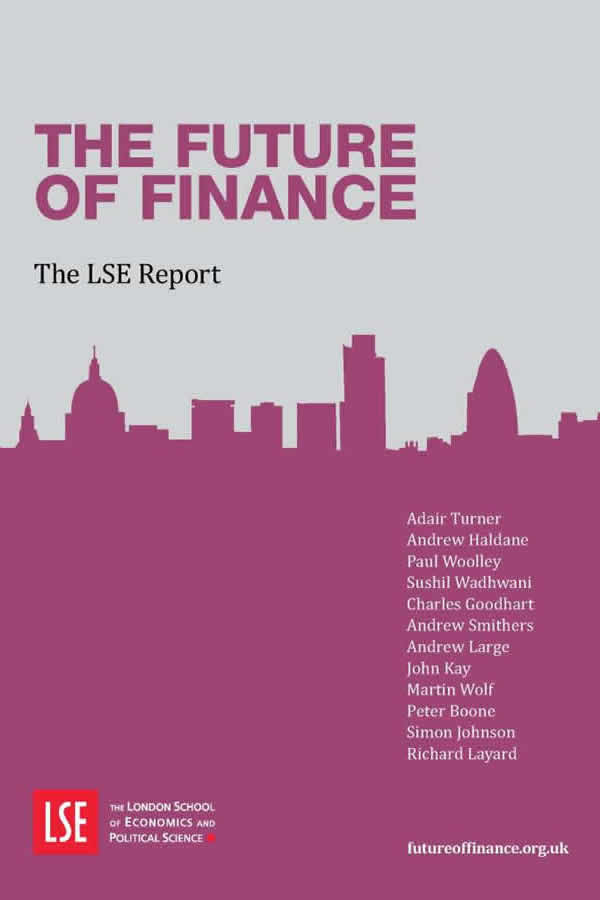 THE FUTURE
OF FINANCE
The LSE Report
Adair Turner
Andrew Haldane
Paul Woolley
Sushil Wadhwani
Charles Goodhart
Andrew Smithers
Andrew Large
John Kay
Martin Wolf
Peter Boone
Simon Johnson
Richard Layard
LSE
THE LONDON SCHOOL
OF ECONOMICS AND
POLITICAL SCIENCE
futureoffinance.org.uk